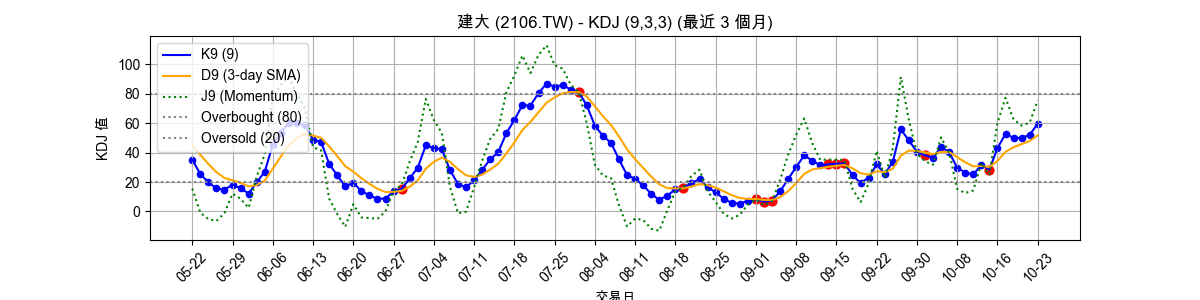 建大 (2106.TW) - KDJ (9,3,3) (最近 3 個月)
KDJ 值
100
80
60
40
20
0
K9 (9)
D9 (3-day SMA)
J9 (Momentum)
Overbought (80)
Oversold (20)
05-22 05-29 06-06 06-13 06-20 06-27 07-04 07-11 07-18 07-25 08-04 08-11 08-18 08-25 09-01 09-08 09-15 09-22 09-30 10-08 10-16 10-23
交易日